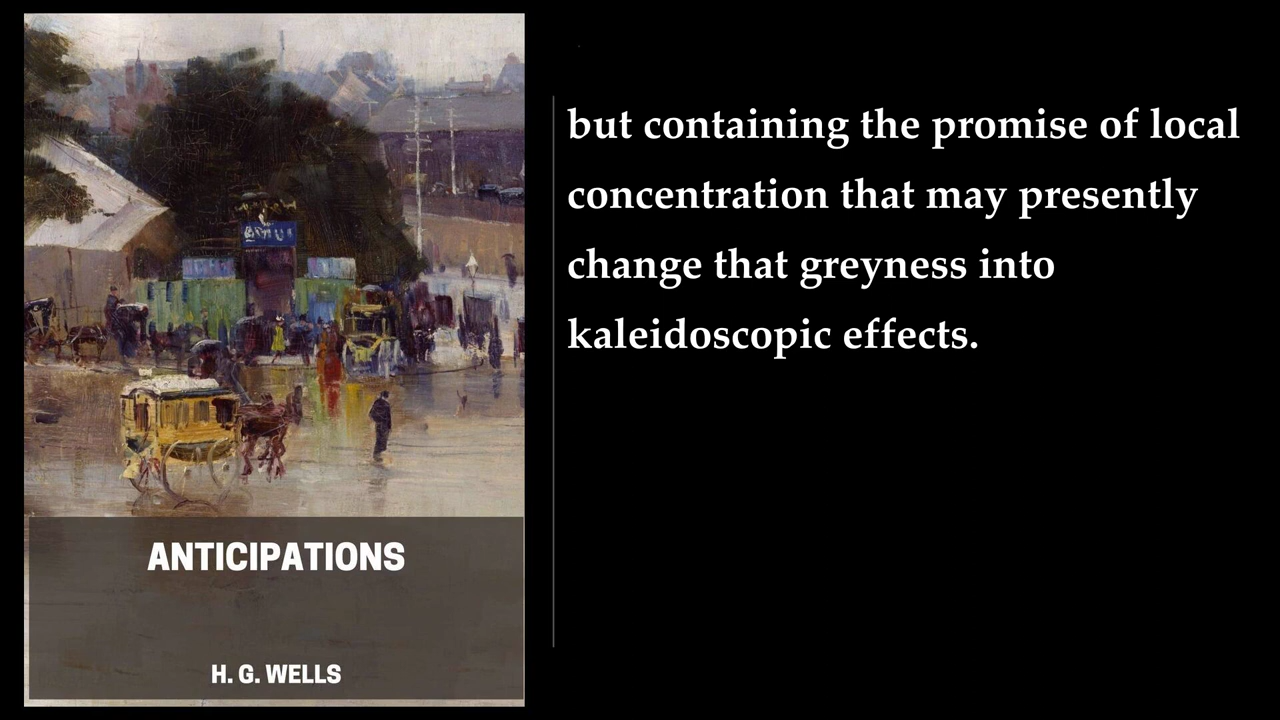 but containing the promise of local
concentration that may presently
change that greyness into
kaleidoscopic effects.
ANTICIPATIONS
H. G. WELLS